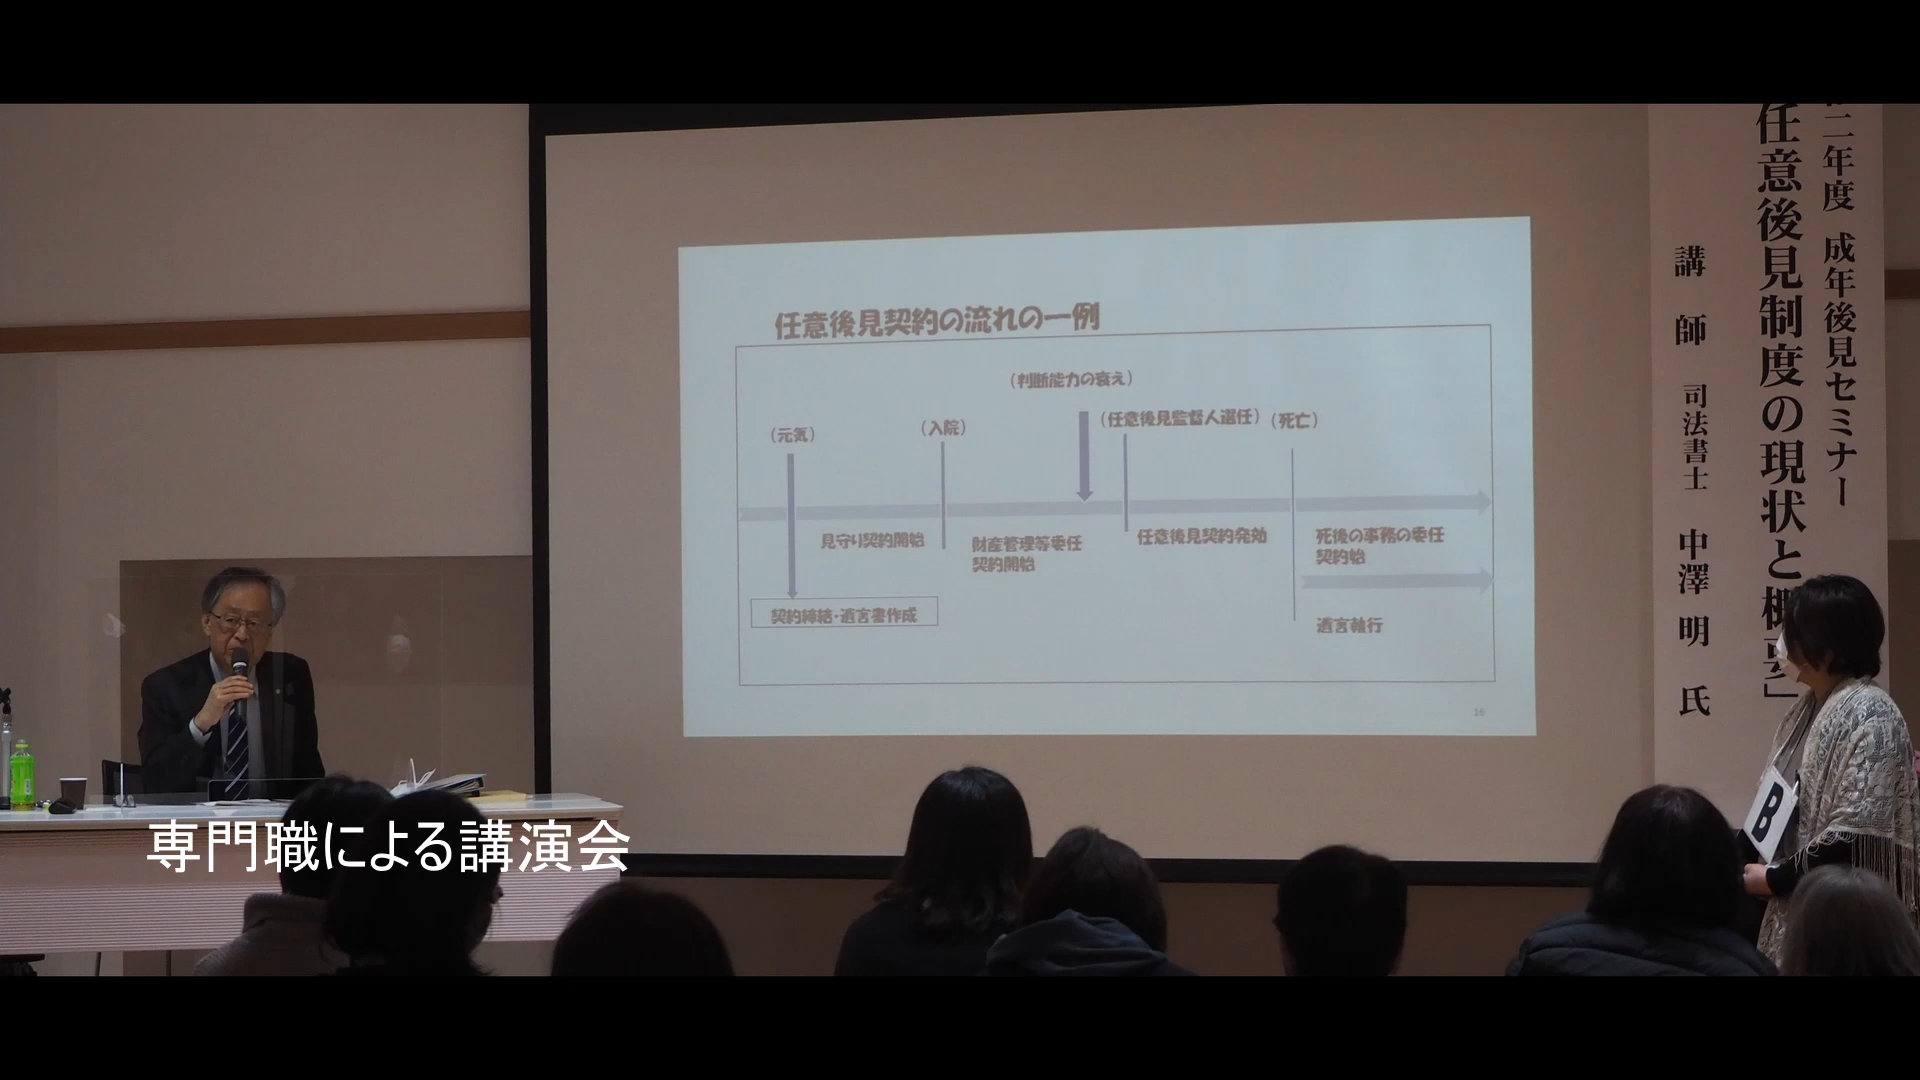 任意後見契約の流れの一例
（判断能力の衰え）
（元気）
（入院）
（任意後見監督人選任）
（死亡）
見守り契約開始
財産管理等委任
契約開始
任意後見契約発効
死後の事務の委任
契約始
契約締結・遺言書作成
遺言執行
16
二年度 成年後見セミナー
任意後見制度の現状と概要」
講師 司法書士 中澤 明 氏
B
専門職による講演会